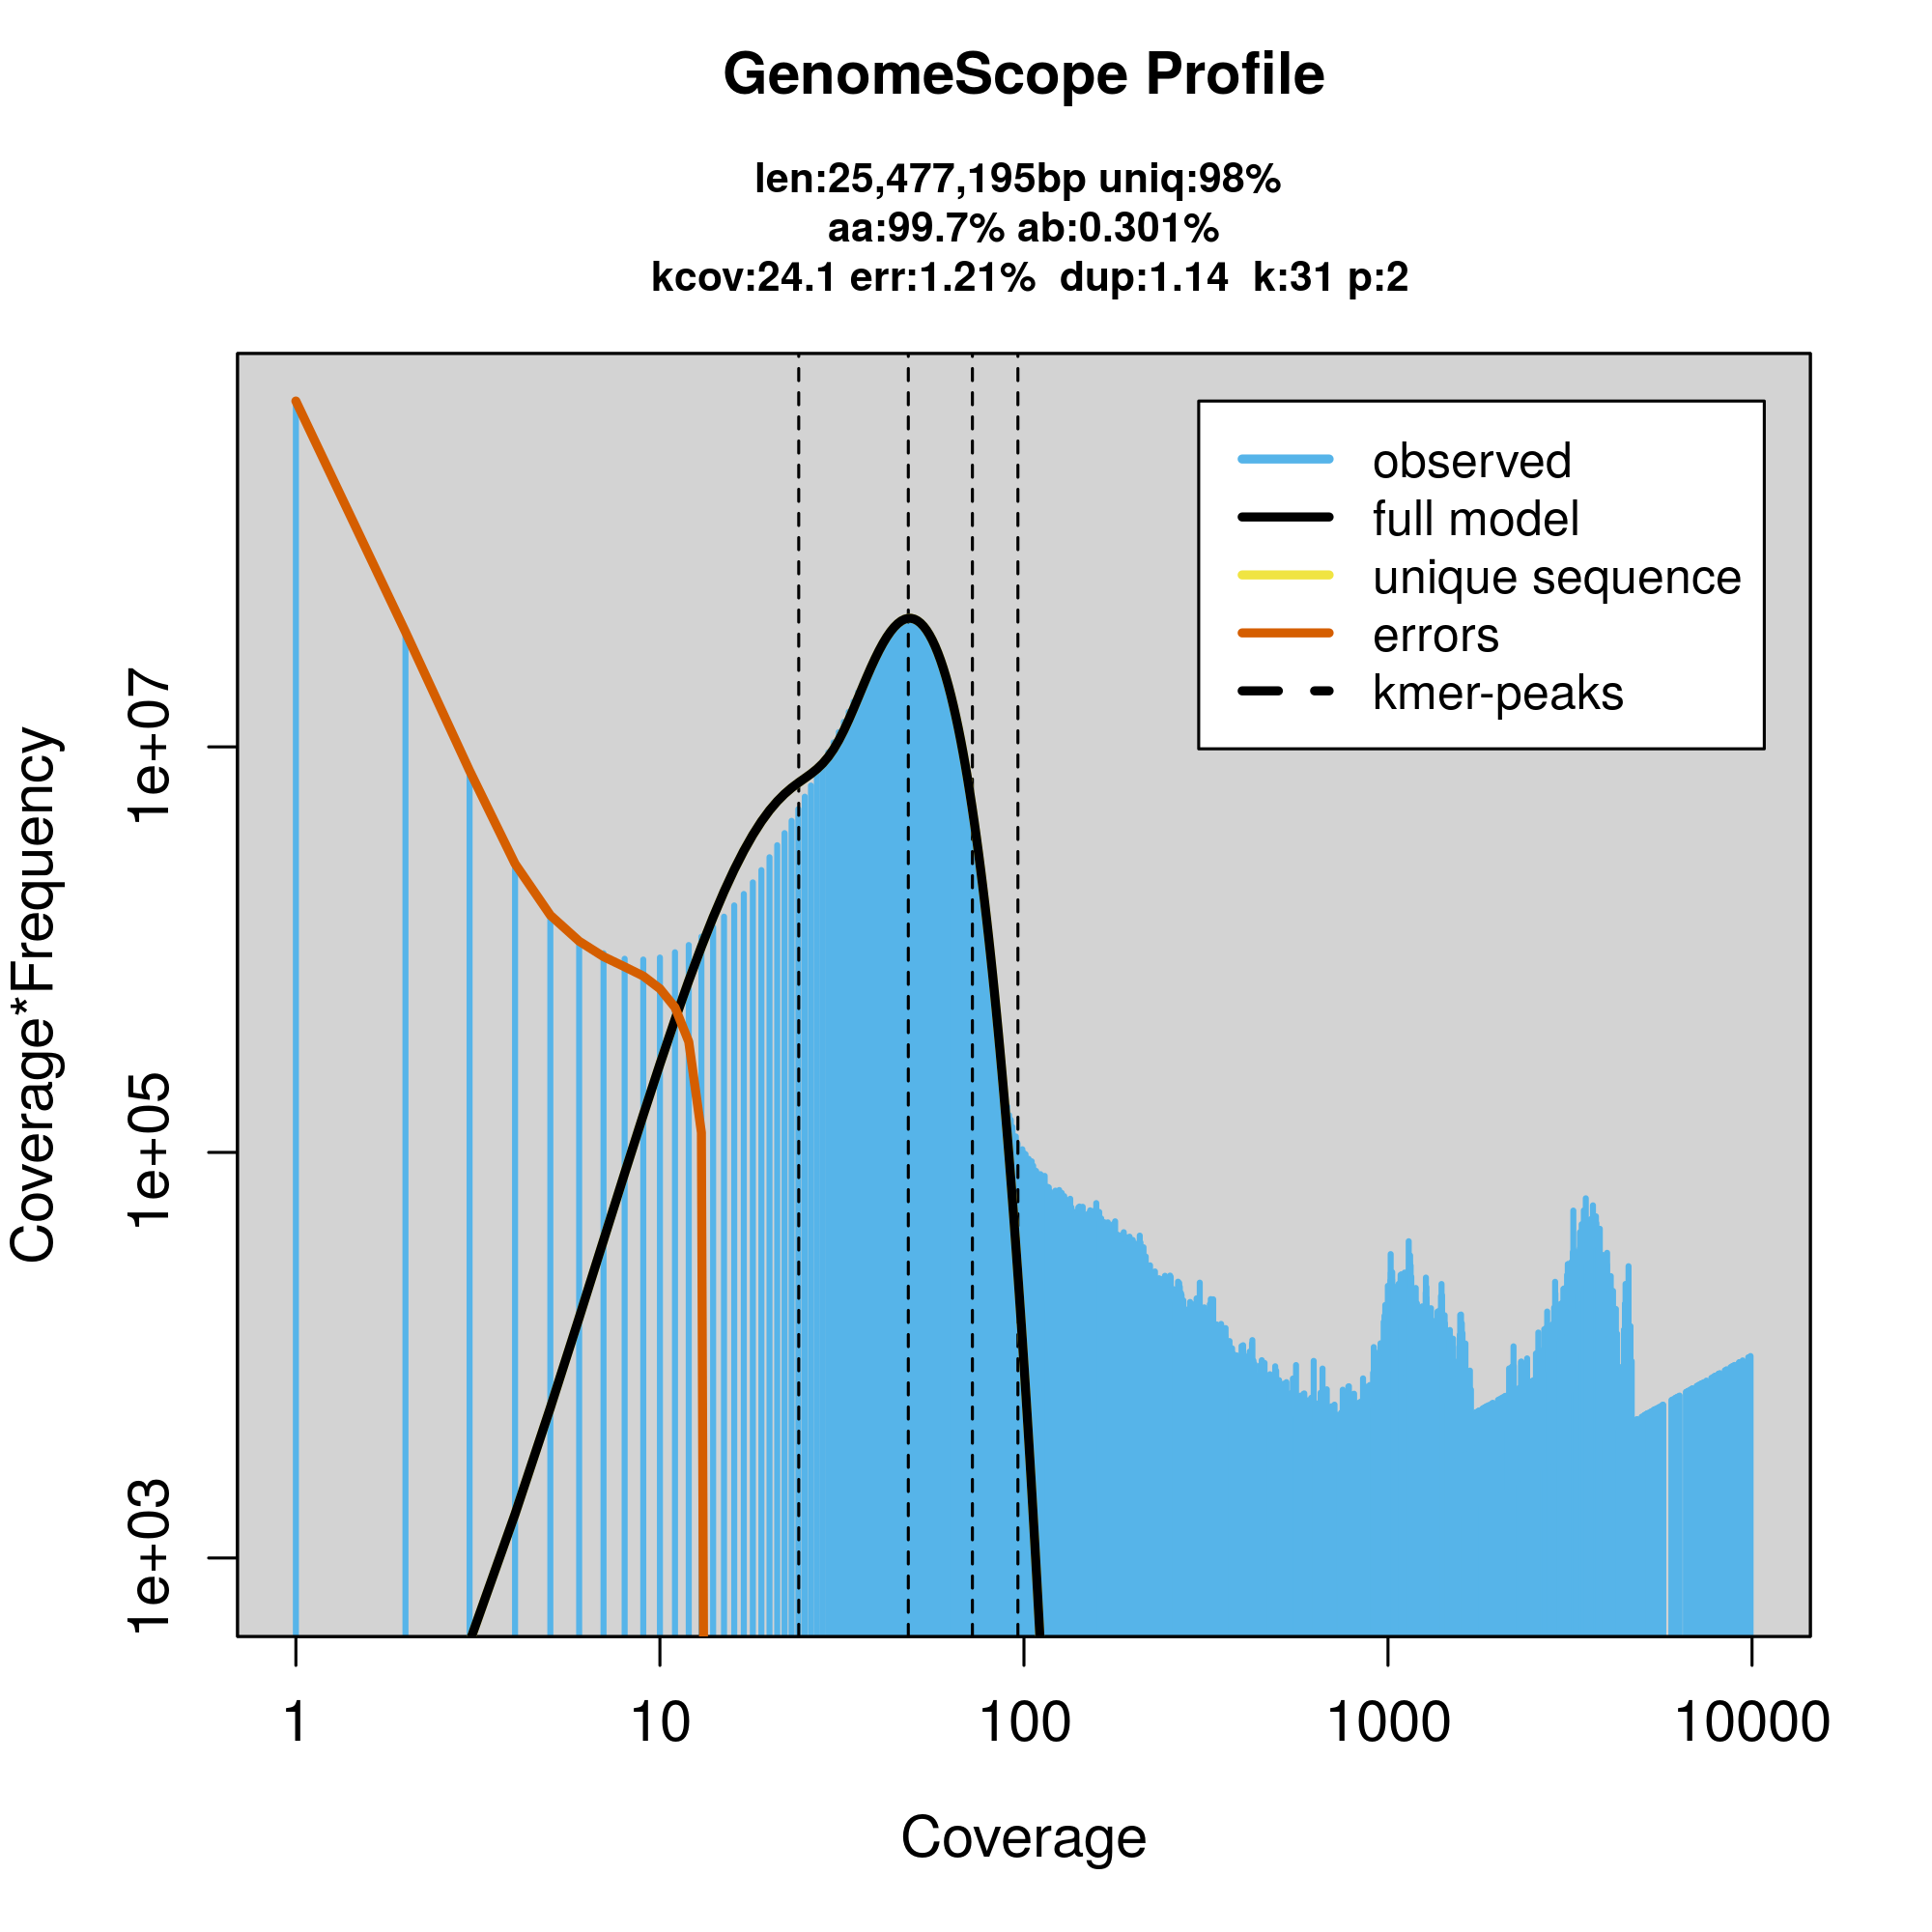 GenomeScope Profile
len:25,477,195bp uniq:98%
aa:99.7% ab:0.301%
kcov:24.1 err:1.21% dup:1.14 k:31 p:2
observed
full model
unique sequence
errors
kmer-peaks
Coverage*Frequency
1e+07
1e+05
1e+03
1 10 100 1000 10000
Coverage